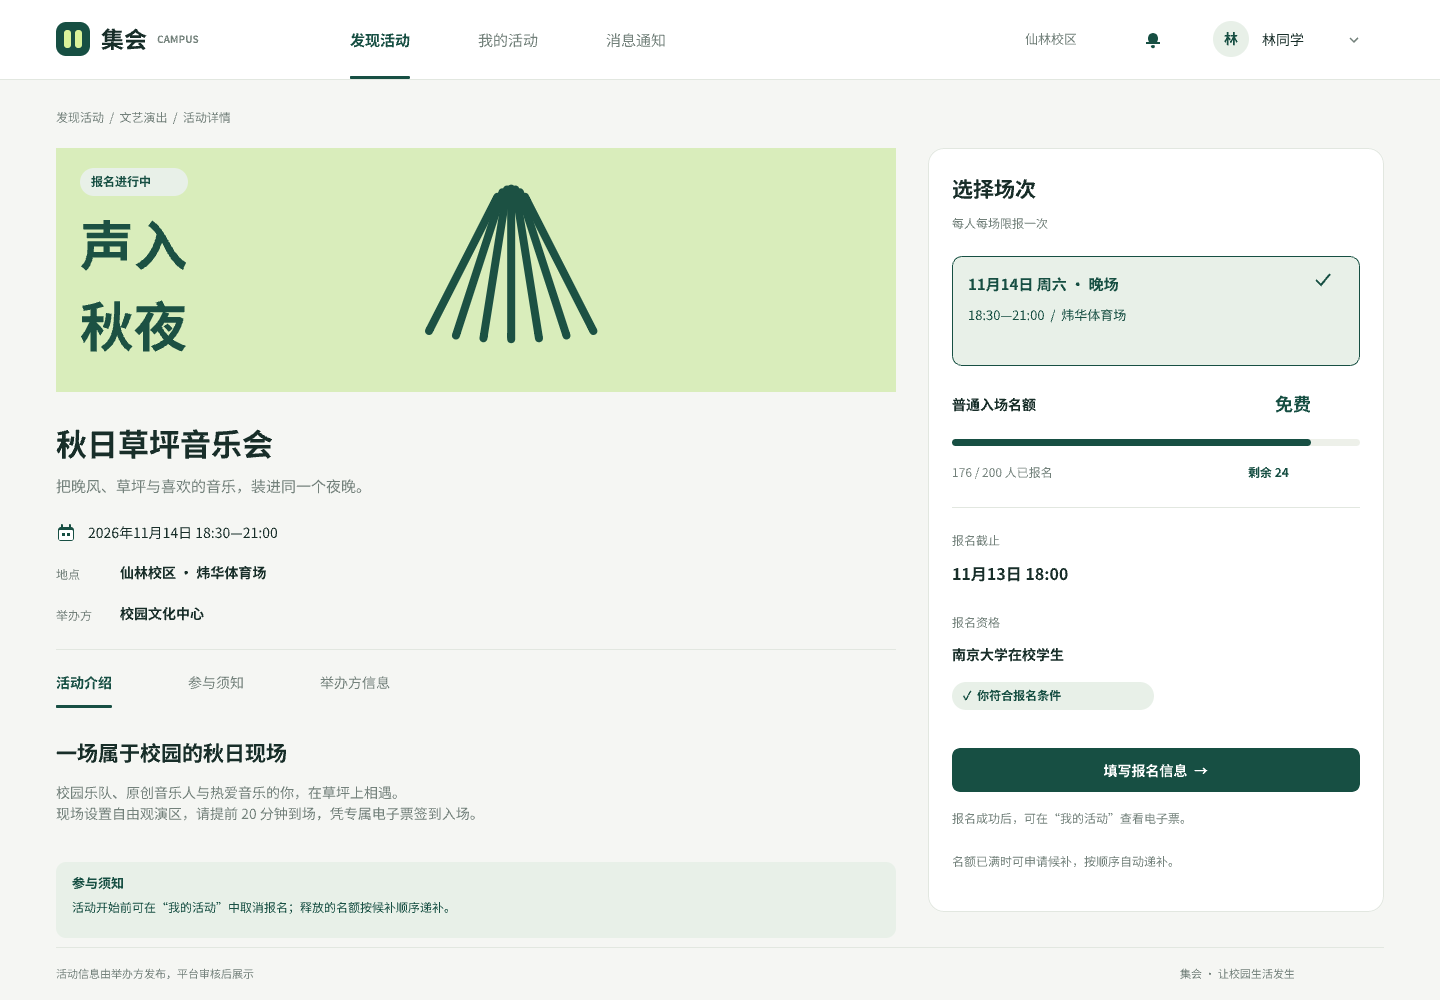 集会 CAMPUS
发现活动
我的活动
消息通知
仙林校区
林
林同学
发现活动 / 文艺演出 / 活动详情
报名进行中
声入
秋夜
秋日草坪音乐会
把晚风、草坪与喜欢的音乐，装进同一个夜晚。
2026年11月14日 18:30—21:00
地点 仙林校区 · 炜华体育场
举办方 校园文化中心
活动介绍
参与须知
举办方信息
一场属于校园的秋日现场
校园乐队、原创音乐人与热爱音乐的你，在草坪上相遇。
现场设置自由观演区，请提前 20 分钟到场，凭专属电子票签到入场。
参与须知
活动开始前可在“我的活动”中取消报名；释放的名额按候补顺序递补。
选择场次
每人每场限报一次
11月14日 周六 · 晚场
18:30—21:00 / 炜华体育场
普通入场名额 免费
176 / 200 人已报名 剩余 24
报名截止
11月13日 18:00
报名资格
南京大学在校学生
✓ 你符合报名条件
填写报名信息 →
报名成功后，可在“我的活动”查看电子票。
名额已满时可申请候补，按顺序自动递补。
活动信息由举办方发布，平台审核后展示
集会 · 让校园生活发生